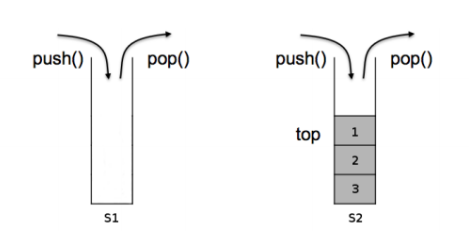 push() pop() push() pop()
top 1
2
3
S1 S2